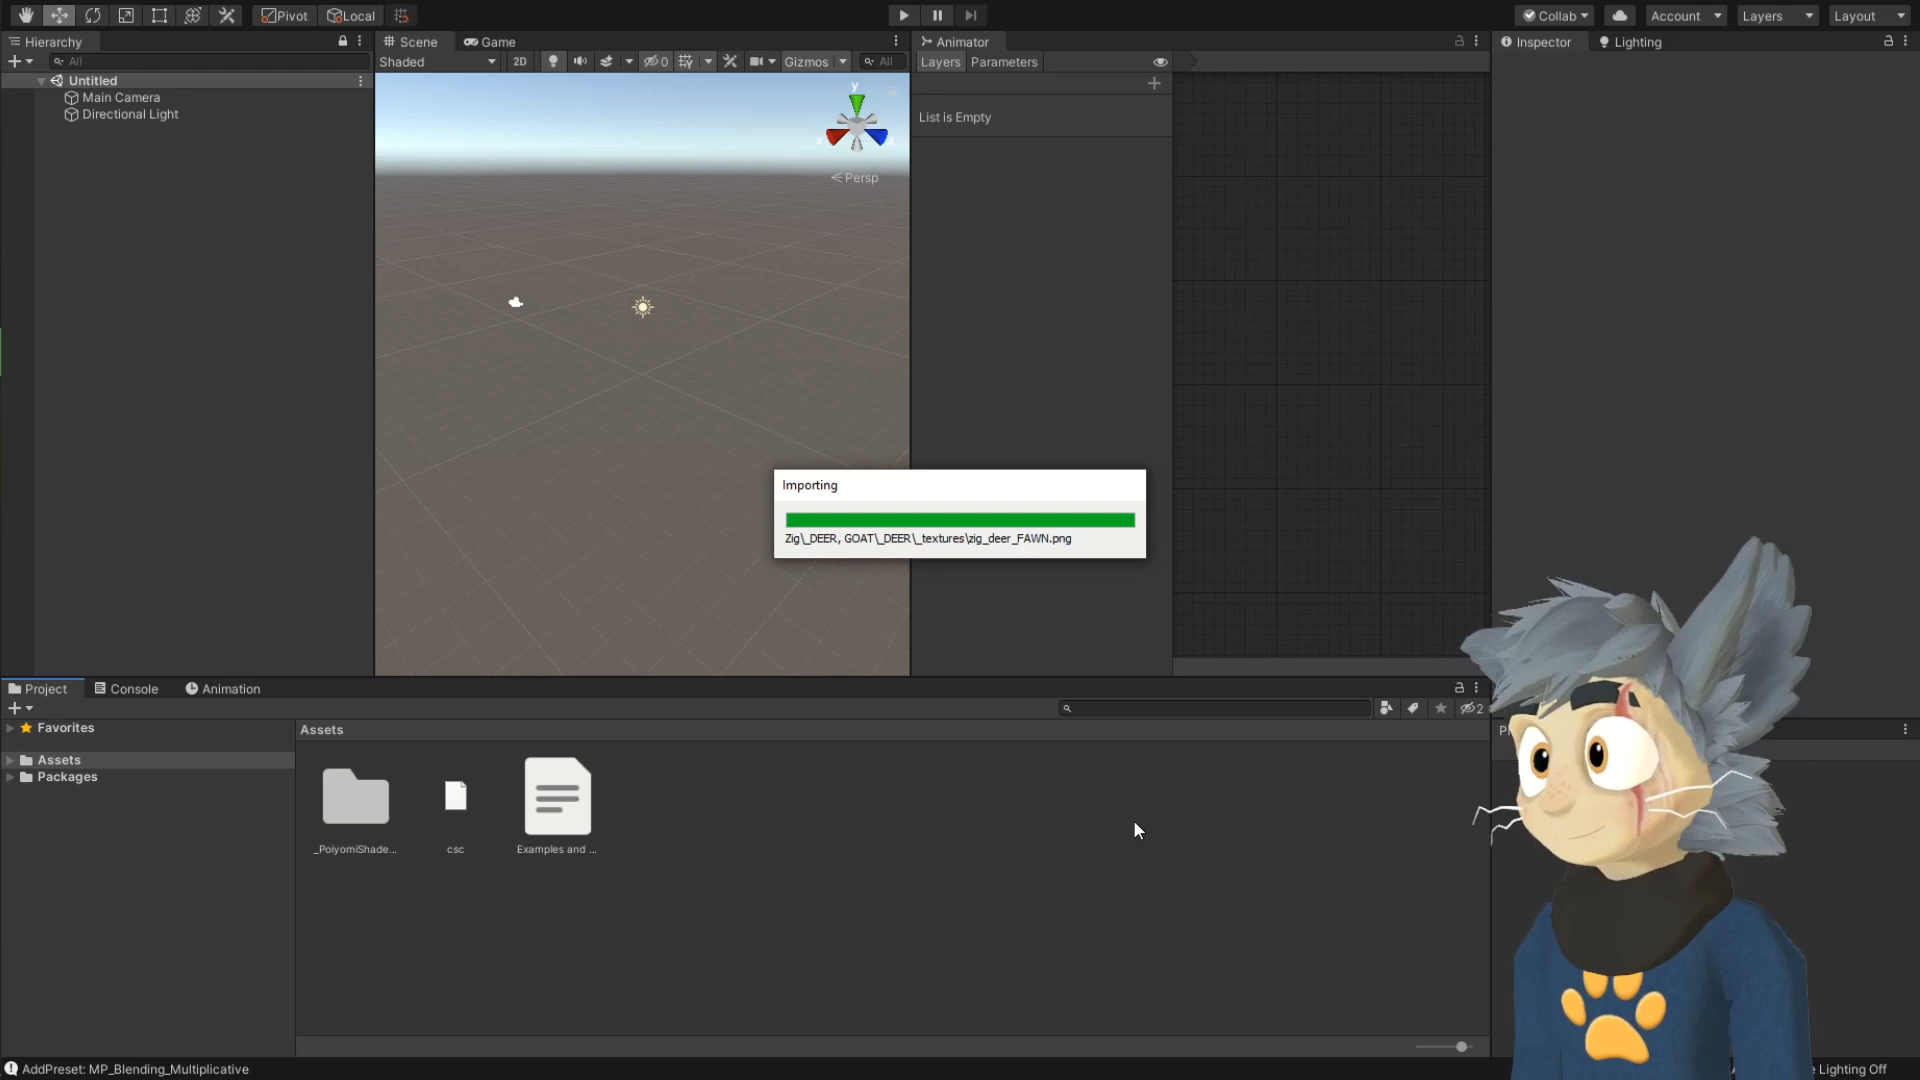 Pivot Local Collab Account Layers Layout
Hierarchy Scene Game Animator Inspector Lighting
All Shaded 2D 0 Gizmos All Layers Parameters
Untitled
Main Camera
Directional Light
y
x z
Persp
List is Empty
Importing
Zig\_DEER, GOAT\_DEER\_textures\zig_deer_FAWN.png
Project Console Animation
2
Favorites
Assets
Packages
Assets
_PoiyomiShade...
csc
Examples and ...
AddPreset: MP_Blending_Multiplicative
Lighting Off